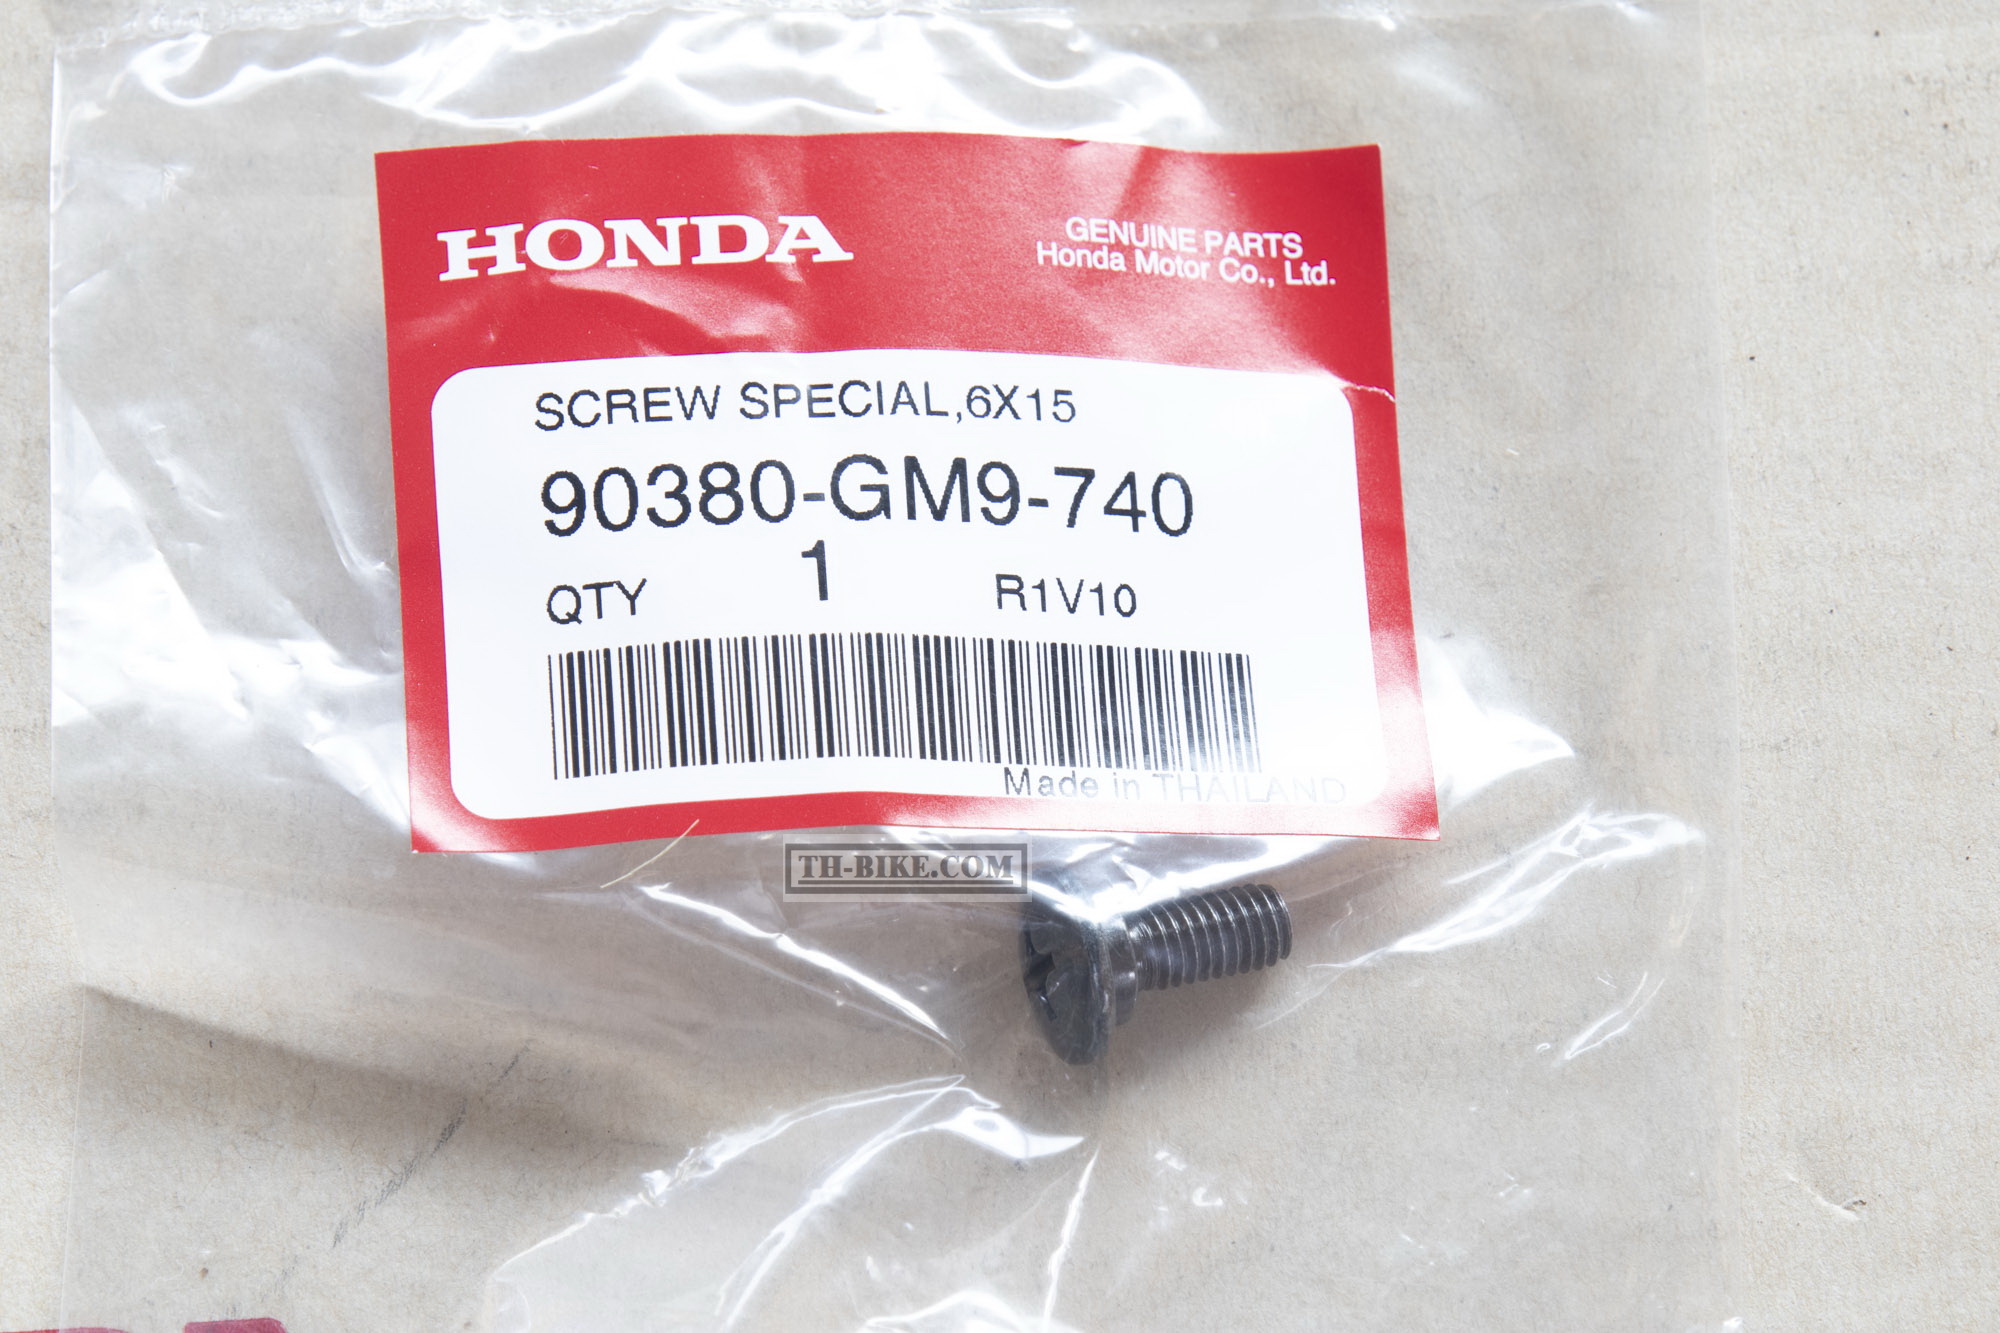 HONDA
GENUINE PARTS
Honda Motor Co., Ltd.
SCREW SPECIAL,6X15
90380-GM9-740
QTY 1 R1V10
Made in THAILAND
TH-BIKE.COM